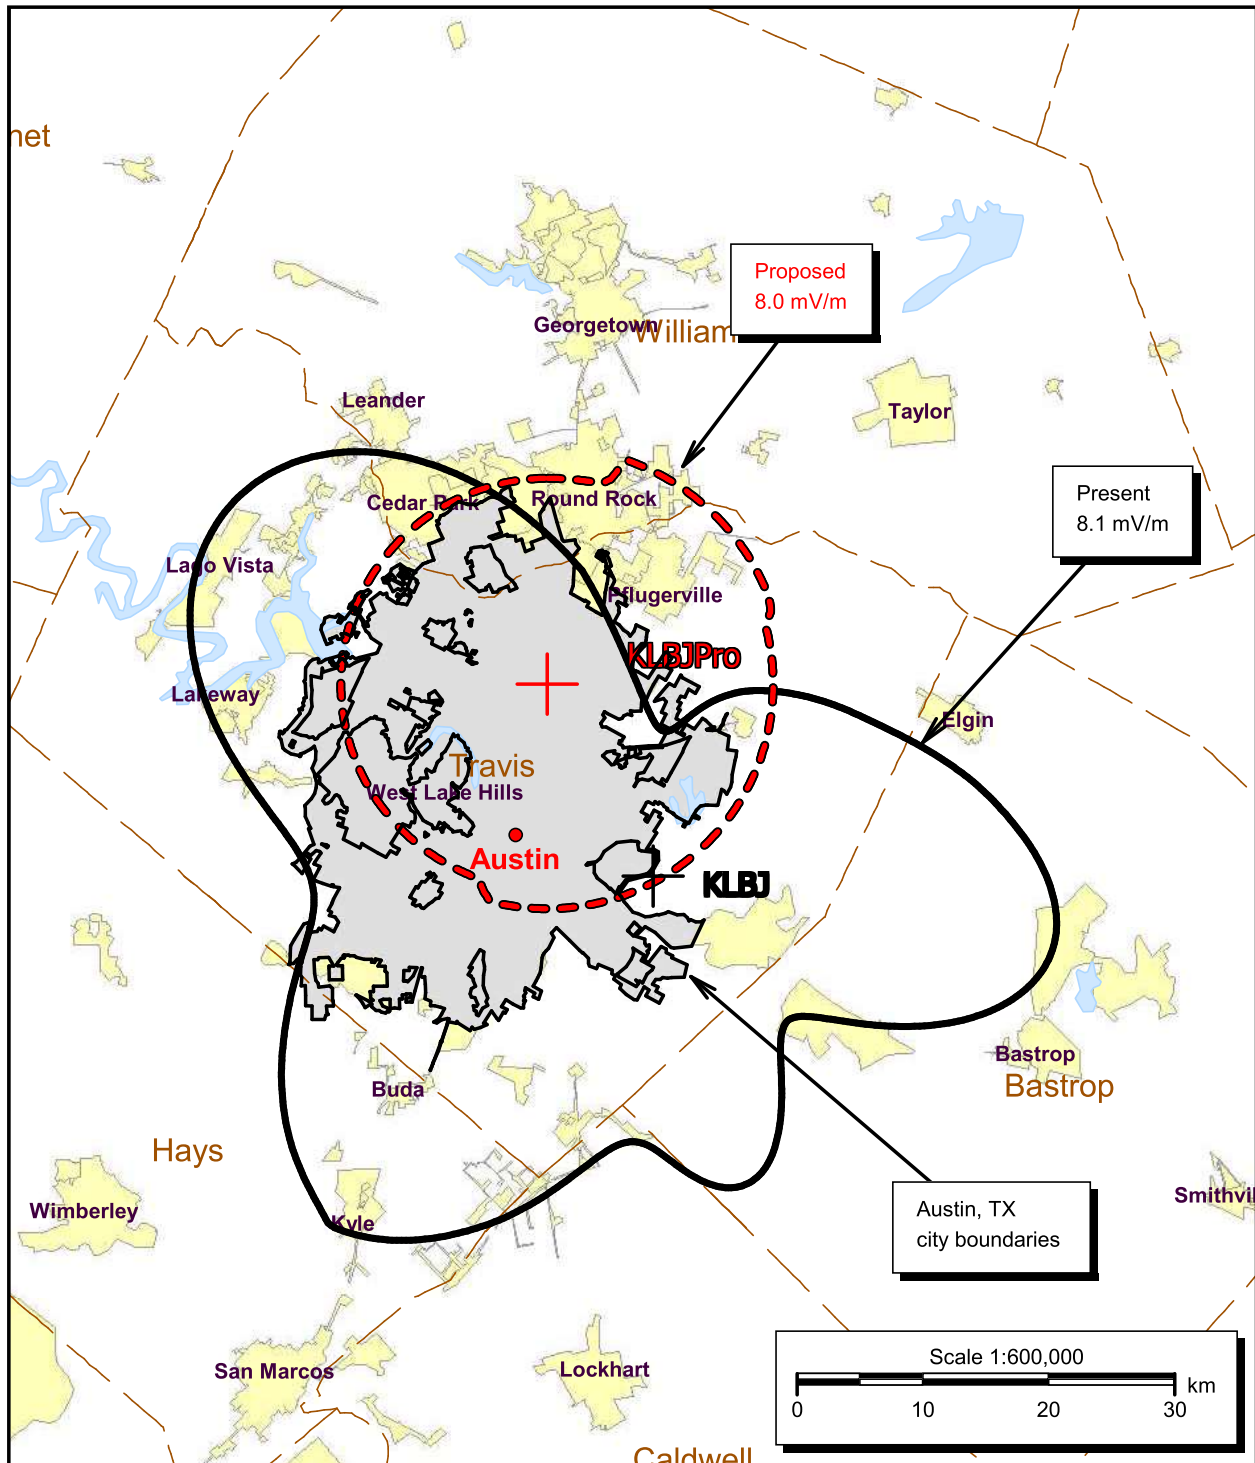 net
Proposed
8.0 mV/m
Georgetown
William
Leander
Taylor
Present
8.1 mV/m
Cedar Park
Round Rock
Lago Vista
Pflugerville
KLBJPro
Lakeway
Elgin
Travis
West Lake Hills
Austin
KLBJ
Bastrop
Bastrop
Buda
Hays
Wimberley
Kyle
Smithvil
Austin, TX
city boundaries
San Marcos
Lockhart
Scale 1:600,000
km
0 10 20 30
Caldwell